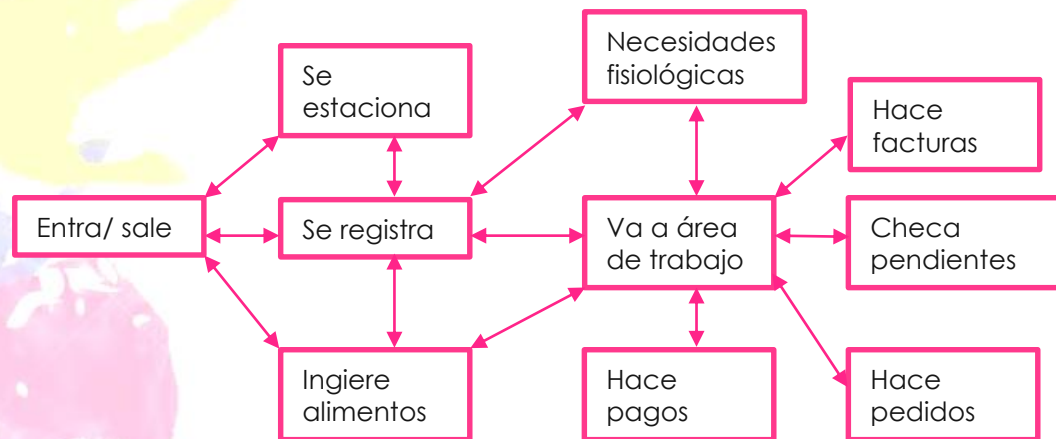 Necesidades
fisiológicas
Se
estaciona
Hace
facturas
Entra/ sale
Se registra
Va a área
de trabajo
Checa
pendientes
Ingiere
alimentos
Hace
pagos
Hace
pedidos